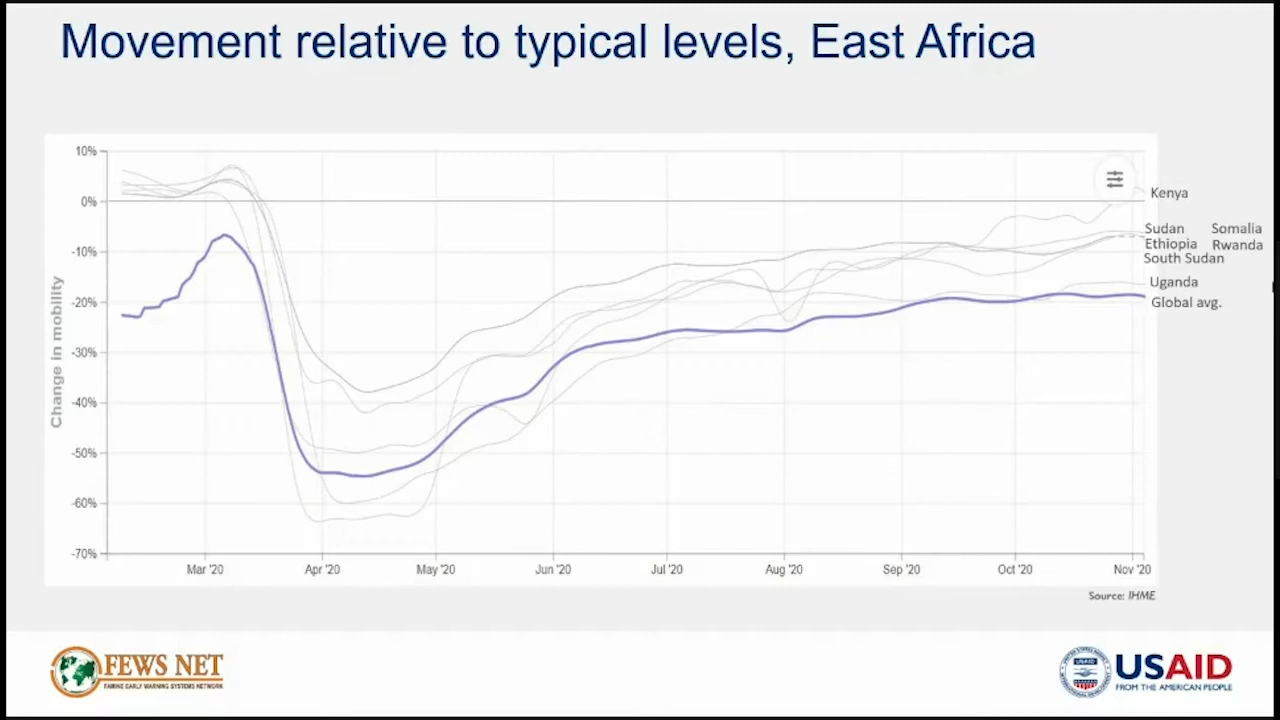 Movement relative to typical levels, East Africa
10%
0%
-10%
-20%
-30%
-40%
-50%
-60%
-70%
Change in mobility
Kenya
Sudan Somalia
Ethiopia Rwanda
South Sudan
Uganda
Global avg.
Mar '20 Apr '20 May '20 Jun '20 Jul '20 Aug '20 Sep '20 Oct '20 Nov '20
Source: IHME
FEWS NET
FAMINE EARLY WARNING SYSTEMS NETWORK
USAID
USAID
FROM THE AMERICAN PEOPLE